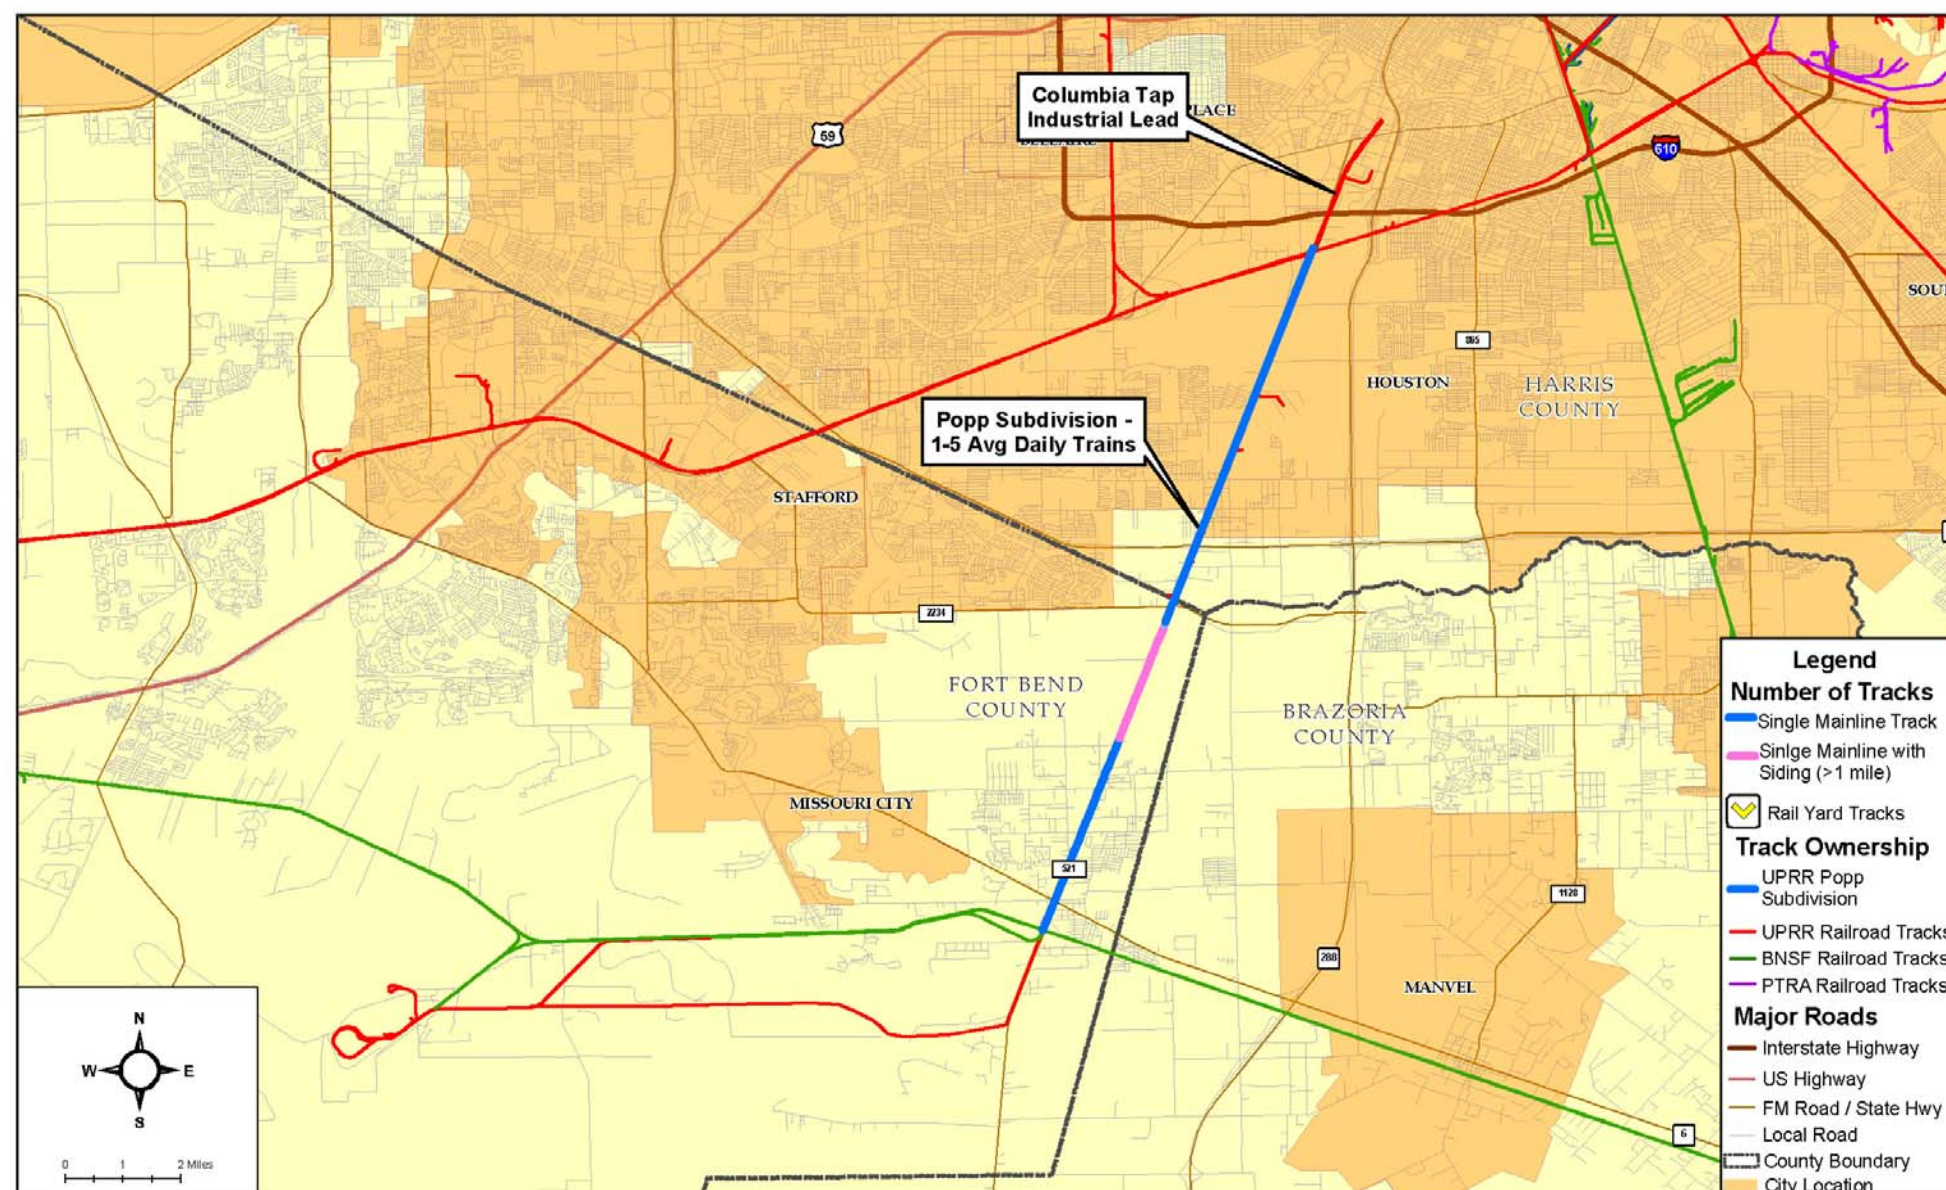 Columbia Tap
Industrial Lead
PLACE
BELLAIRE
59
610
SOU
865
HOUSTON
HARRIS
COUNTY
Popp Subdivision -
1-5 Avg Daily Trains
STAFFORD
2234
FORT BEND
COUNTY
BRAZORIA
COUNTY
MISSOURI CITY
521
1128
288
MANVEL
6
N
W
E
S
0 1 2 Miles
Legend
Number of Tracks
Single Mainline Track
Sinlge Mainline with
Siding (>1 mile)
Rail Yard Tracks
Track Ownership
UPRR Popp
Subdivision
UPRR Railroad Tracks
BNSF Railroad Tracks
PTRA Railroad Tracks
Major Roads
Interstate Highway
US Highway
FM Road / State Hwy
Local Road
County Boundary
City Location